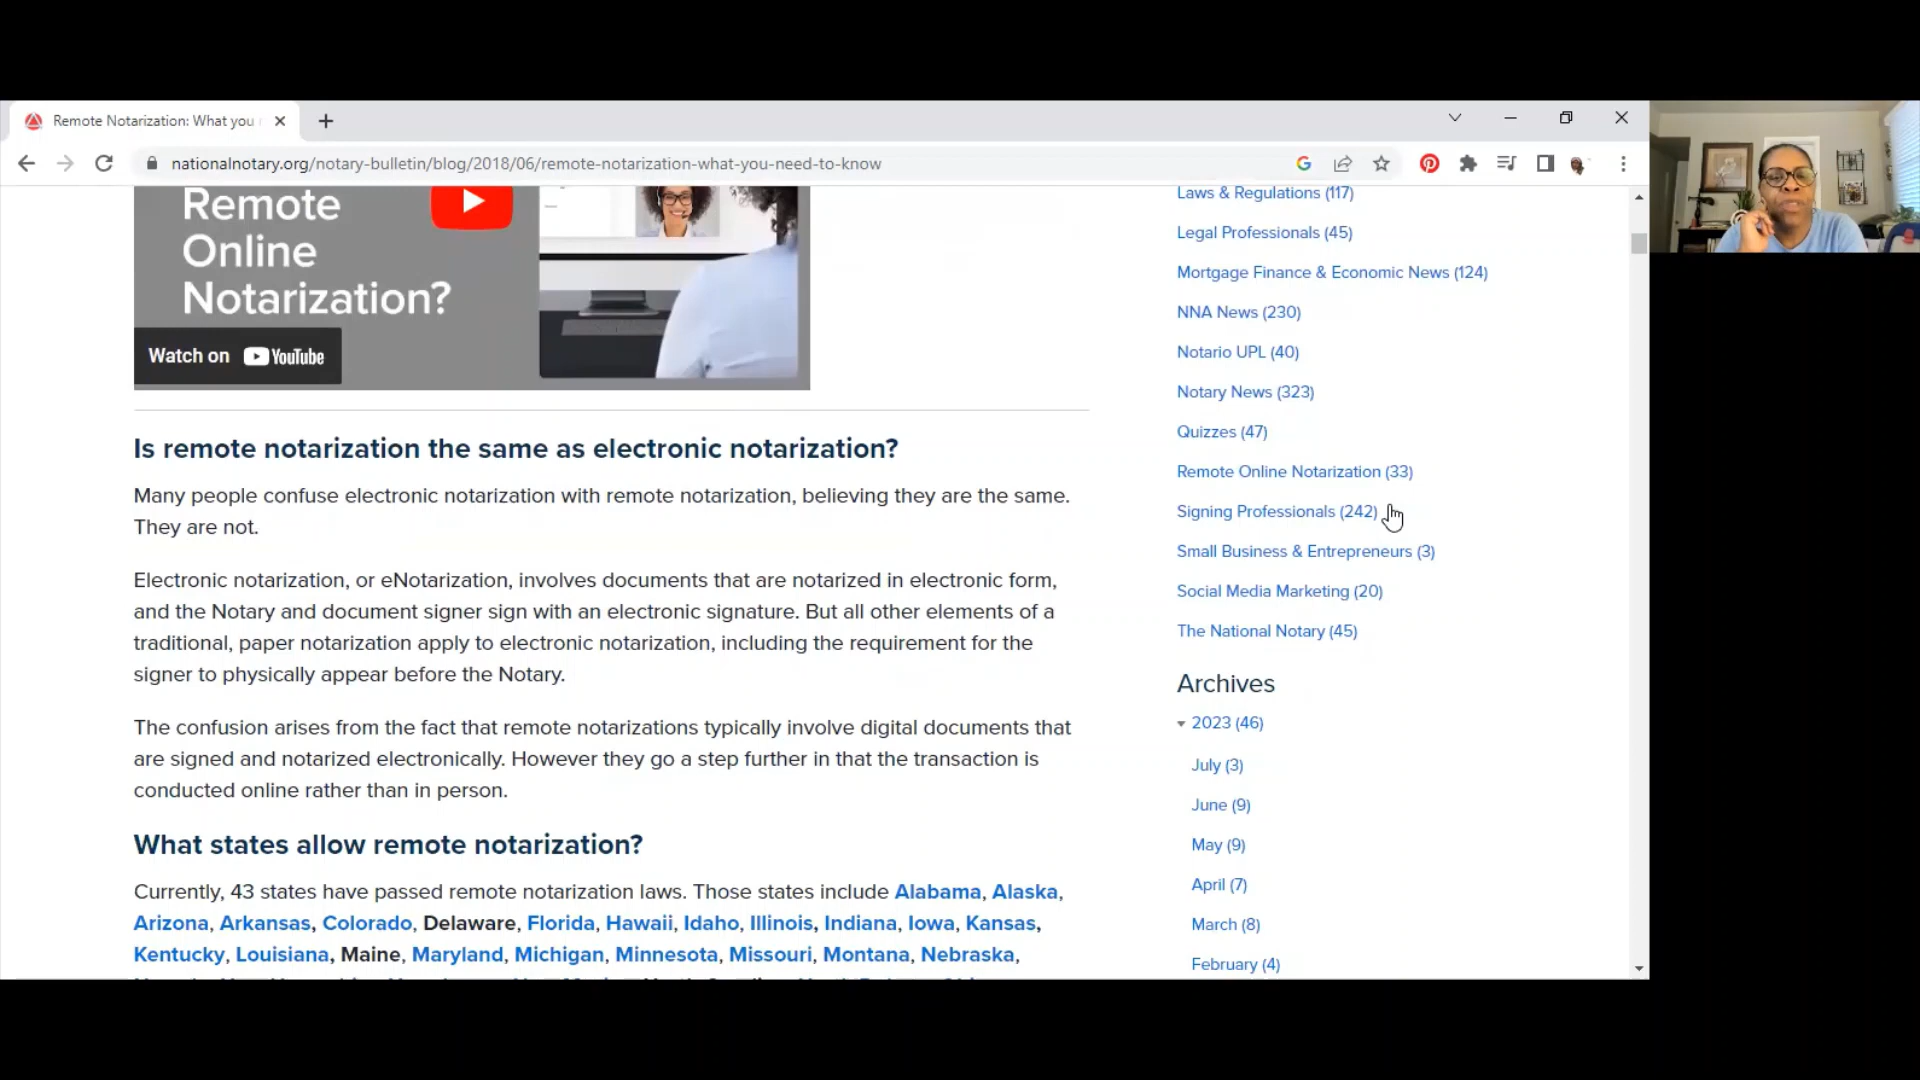 Remote Notarization: What you
nationalnotary.org/notary-bulletin/blog/2018/06/remote-notarization-what-you-need-to-know
Remote
Online
Notarization?
Watch on YouTube
Is remote notarization the same as electronic notarization?
Many people confuse electronic notarization with remote notarization, believing they are the same.
They are not.
Electronic notarization, or eNotarization, involves documents that are notarized in electronic form,
and the Notary and document signer sign with an electronic signature. But all other elements of a
traditional, paper notarization apply to electronic notarization, including the requirement for the
signer to physically appear before the Notary.
The confusion arises from the fact that remote notarizations typically involve digital documents that
are signed and notarized electronically. However they go a step further in that the transaction is
conducted online rather than in person.
What states allow remote notarization?
Currently, 43 states have passed remote notarization laws. Those states include Alabama, Alaska,
Arizona, Arkansas, Colorado, Delaware, Florida, Hawaii, Idaho, Illinois, Indiana, Iowa, Kansas,
Kentucky, Louisiana, Maine, Maryland, Michigan, Minnesota, Missouri, Montana, Nebraska,
Laws & Regulations (117)
Legal Professionals (45)
Mortgage Finance & Economic News (124)
NNA News (230)
Notario UPL (40)
Notary News (323)
Quizzes (47)
Remote Online Notarization (33)
Signing Professionals (242)
Small Business & Entrepreneurs (3)
Social Media Marketing (20)
The National Notary (45)
Archives
2023 (46)
July (3)
June (9)
May (9)
April (7)
March (8)
February (4)